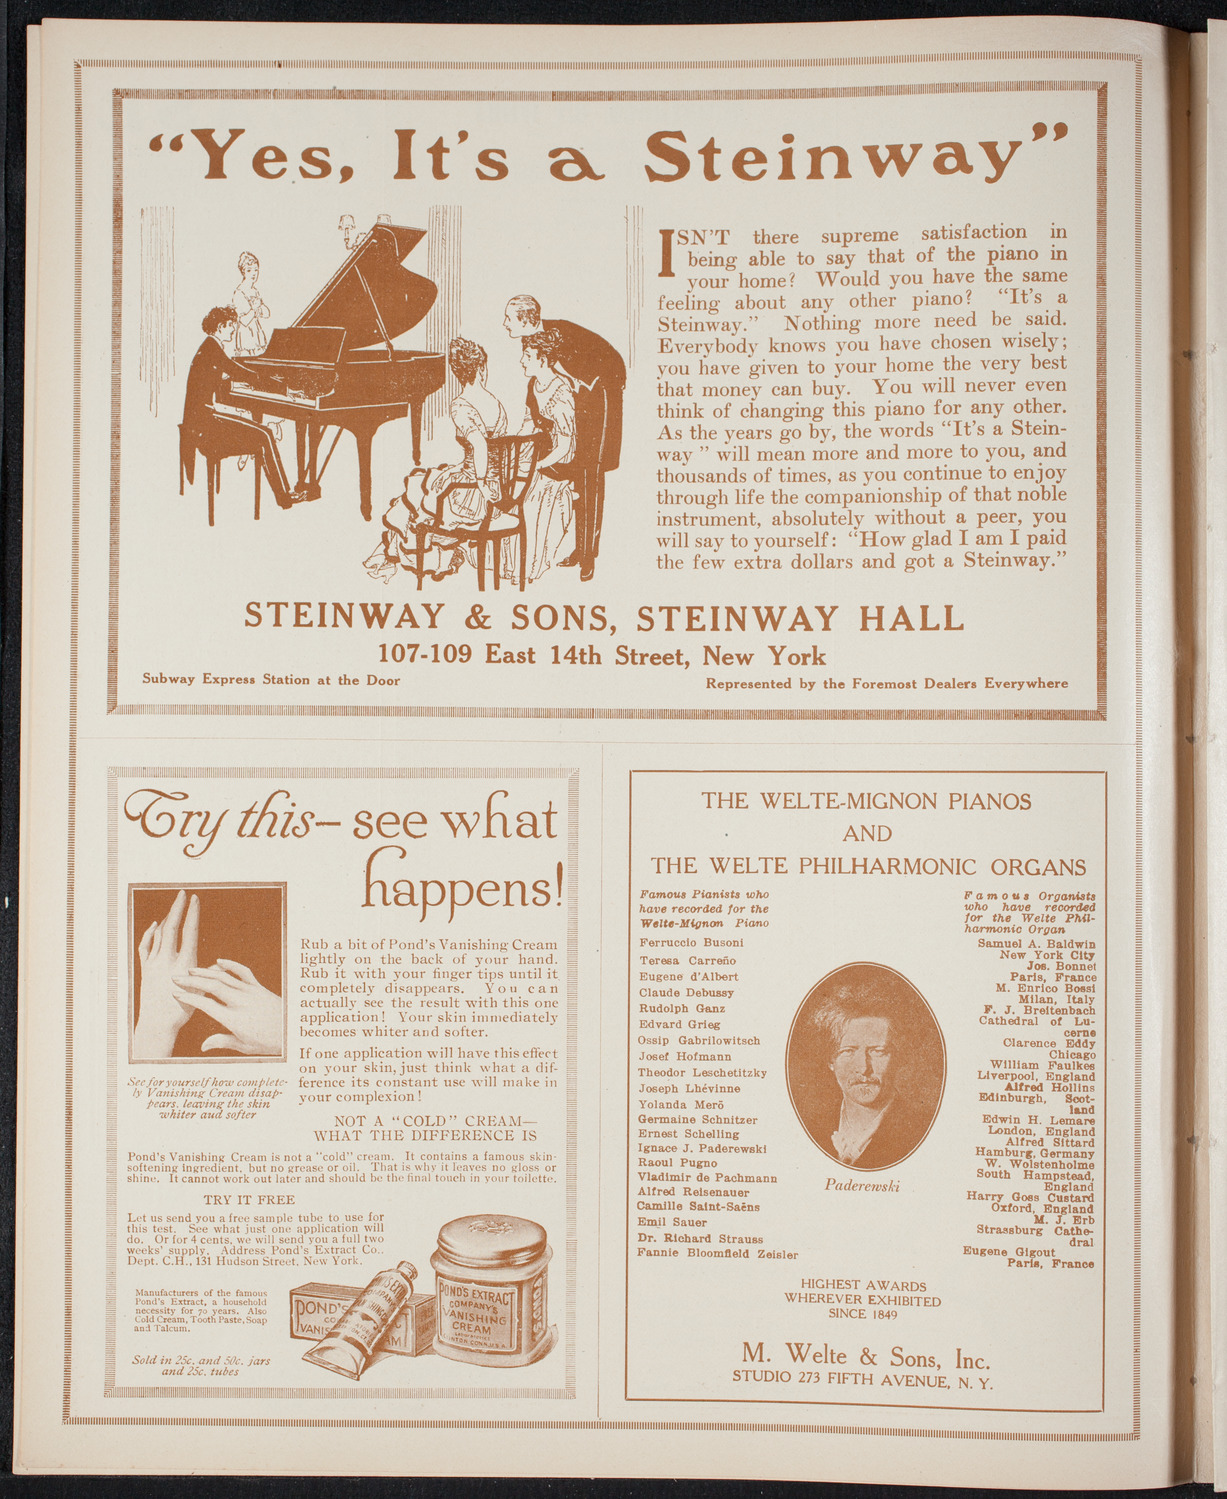 “Yes, It's a Steinway”
ISN'T there supreme satisfaction in
being able to say that of the piano in
your home? Would you have the same
feeling about any other piano? “It's a
Steinway.” Nothing more need be said.
Everybody knows you have chosen wisely;
you have given to your home the very best
that money can buy. You will never even
think of changing this piano for any other.
As the years go by, the words “It's a Stein-
way ” will mean more and more to you, and
thousands of times, as you continue to enjoy
through life the companionship of that noble
instrument, absolutely without a peer, you
will say to yourself: “How glad I am I paid
the few extra dollars and got a Steinway.”
STEINWAY & SONS, STEINWAY HALL
107-109 East 14th Street, New York
Subway Express Station at the Door
Represented by the Foremost Dealers Everywhere
Try this—see what
happens!
Rub a bit of Pond's Vanishing Cream
lightly on the back of your hand.
Rub it with your finger tips until it
completely disappears. You can
actually see the result with this one
application! Your skin immediately
becomes whiter and softer.
If one application will have this effect
on your skin, just think what a dif-
ference its constant use will make in
your complexion!
See for yourself how complete-
ly Vanishing Cream disap-
pears, leaving the skin
whiter and softer
NOT A “COLD” CREAM—
WHAT THE DIFFERENCE IS
Pond's Vanishing Cream is not a “cold” cream. It contains a famous skin-
softening ingredient, but no grease or oil. That is why it leaves no gloss or
shine. It cannot work out later and should be the final touch in your toilette.
TRY IT FREE
Let us send you a free sample tube to use for
this test. See what just one application will
do. Or for 4 cents, we will send you a full two
weeks' supply. Address Pond's Extract Co.,
Dept. C.H., 131 Hudson Street, New York.
Manufacturers of the famous
Pond's Extract, a household
necessity for 70 years. Also
Cold Cream, Tooth Paste, Soap
and Talcum.
Sold in 25c. and 50c. jars
and 25c. tubes
POND'S
VANIS
POND'S EXTRACT
COMPANY'S
VANISHING
CREAM
THE WELTE-MIGNON PIANOS
AND
THE WELTE PHILHARMONIC ORGANS
Famous Pianists who
have recorded for the
Welte-Mignon Piano
Ferruccio Busoni
Teresa Carreño
Eugene d'Albert
Claude Debussy
Rudolph Ganz
Edvard Grieg
Ossip Gabrilowitsch
Josef Hofmann
Theodor Leschetitzky
Joseph Lhévinne
Yolanda Merö
Germaine Schnitzer
Ernest Schelling
Ignace J. Paderewski
Raoul Pugno
Vladimir de Pachmann
Alfred Reisenauer
Camille Saint-Saëns
Emil Sauer
Dr. Richard Strauss
Fannie Bloomfield Zeisler
Paderewski
Famous Organists
who have recorded
for the Welte Phil-
harmonic Organ
Samuel A. Baldwin
New York City
Jos. Bonnet
Paris, France
M. Enrico Bossi
Milan, Italy
F. J. Breitenbach
Cathedral of Lu-
cerne
Clarence Eddy
Chicago
William Faulkes
Liverpool, England
Alfred Hollins
Edinburgh, Scot-
land
Edwin H. Lemare
London, England
Alfred Sittard
Hamburg, Germany
W. Wolstenholme
South Hampstead,
England
Harry Goss Custard
Oxford, England
M. J. Erb
Strassburg Cathe-
dral
Eugene Gigout
Paris, France
HIGHEST AWARDS
WHEREVER EXHIBITED
SINCE 1849
M. Welte & Sons, Inc.
STUDIO 273 FIFTH AVENUE, N. Y.